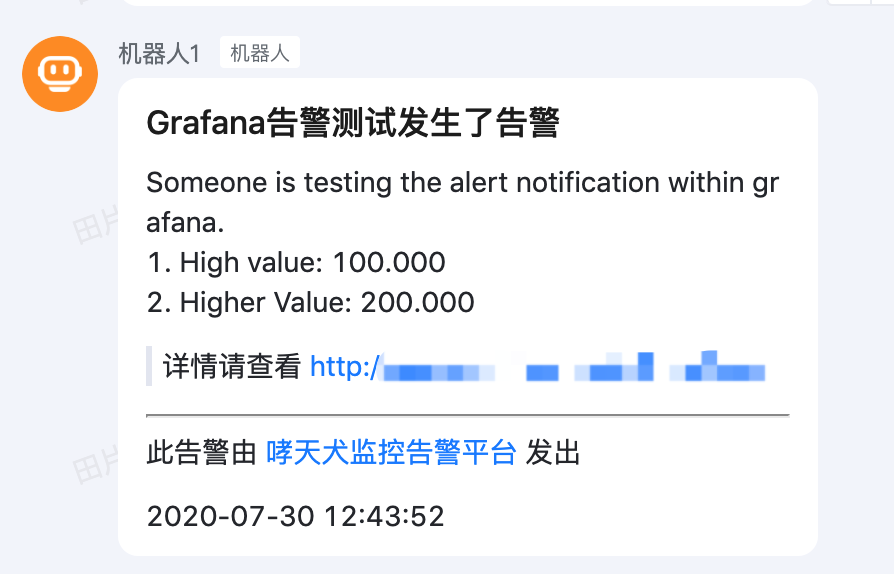 机器人1 机器人
Grafana告警测试发生了告警
Someone is testing the alert notification within gr
afana.
1. High value: 100.000
2. Higher Value: 200.000
详情请查看 http:/
此告警由 哮天犬监控告警平台 发出
2020-07-30 12:43:52